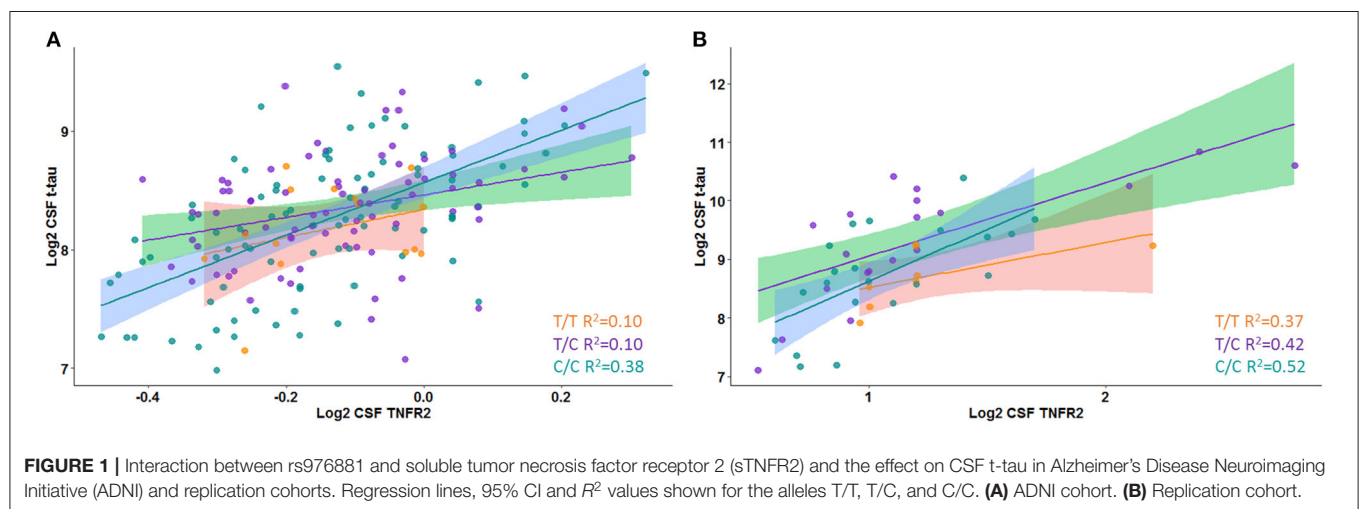 A
Log2 CSF t-tau
9
8
7
-0.4
-0.2
0.0
0.2
Log2 CSF TNFR2
T/T R²=0.10
T/C R²=0.10
C/C R²=0.38
B
Log2 CSF t-tau
12
11
10
9
8
7
1
2
Log2 CSF TNFR2
T/T R²=0.37
T/C R²=0.42
C/C R²=0.52
FIGURE 1 | Interaction between rs976881 and soluble tumor necrosis factor receptor 2 (sTNFR2) and the effect on CSF t-tau in Alzheimer's Disease Neuroimaging
Initiative (ADNI) and replication cohorts. Regression lines, 95% CI and R² values shown for the alleles T/T, T/C, and C/C. (A) ADNI cohort. (B) Replication cohort.